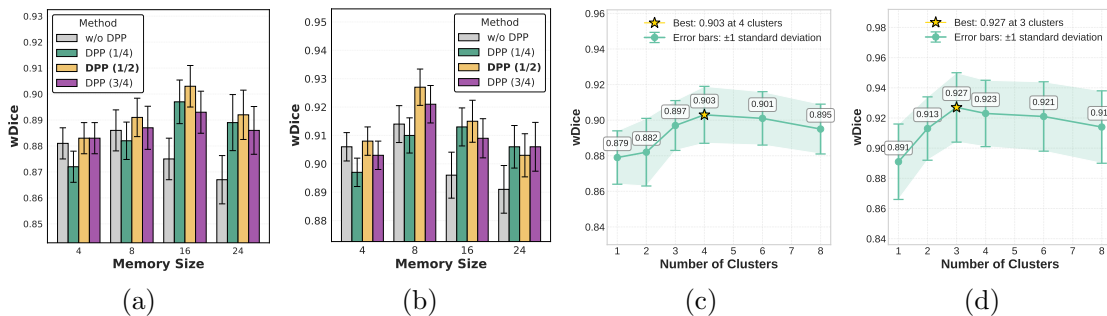 0.93
0.92
0.91
0.90
0.89
0.88
0.87
0.86
0.85
wDice
Method
w/o DPP
DPP (1/4)
DPP (1/2)
DPP (3/4)
4
8
16
24
Memory Size
(a)
0.95
0.94
0.93
0.92
0.91
0.90
0.89
0.88
wDice
Method
w/o DPP
DPP (1/4)
DPP (1/2)
DPP (3/4)
4
8
16
24
Memory Size
(b)
0.96
0.94
0.92
0.90
0.88
0.86
0.84
wDice
Best: 0.903 at 4 clusters
Error bars: ±1 standard deviation
0.879
0.882
0.897
0.903
0.901
0.895
1
2
3
4
5
6
7
8
Number of Clusters
(c)
0.98
0.96
0.94
0.92
0.90
0.88
0.86
0.84
wDice
Best: 0.927 at 3 clusters
Error bars: ±1 standard deviation
0.891
0.913
0.927
0.923
0.921
1
2
3
4
5
6
7
8
Number of Clusters
(d)